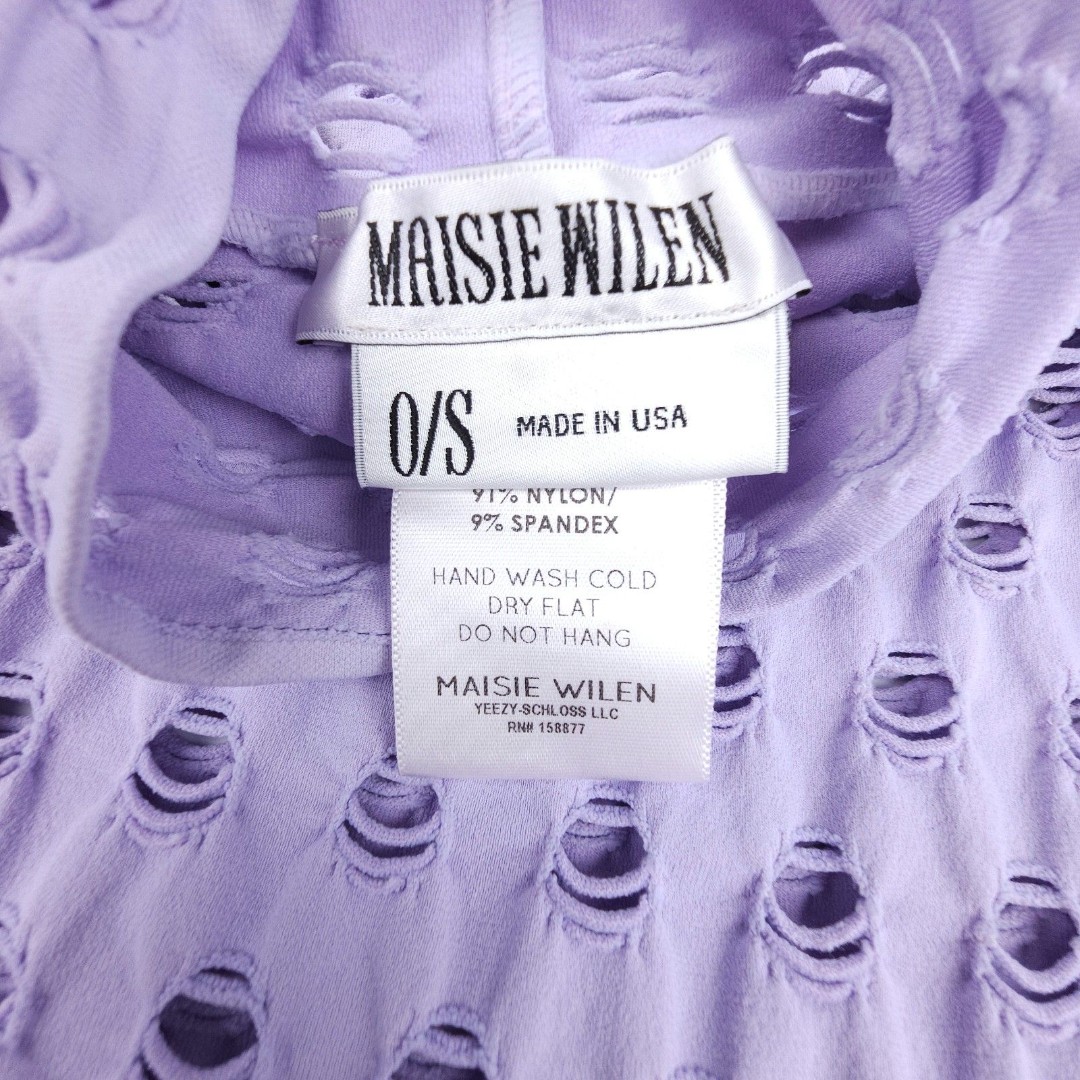 MAISIE WILEN
O/S MADE IN USA
91% NYLON/
9% SPANDEX
HAND WASH COLD
DRY FLAT
DO NOT HANG
MAISIE WILEN
YEEZY-SCHLOSS LLC
RN# 158877